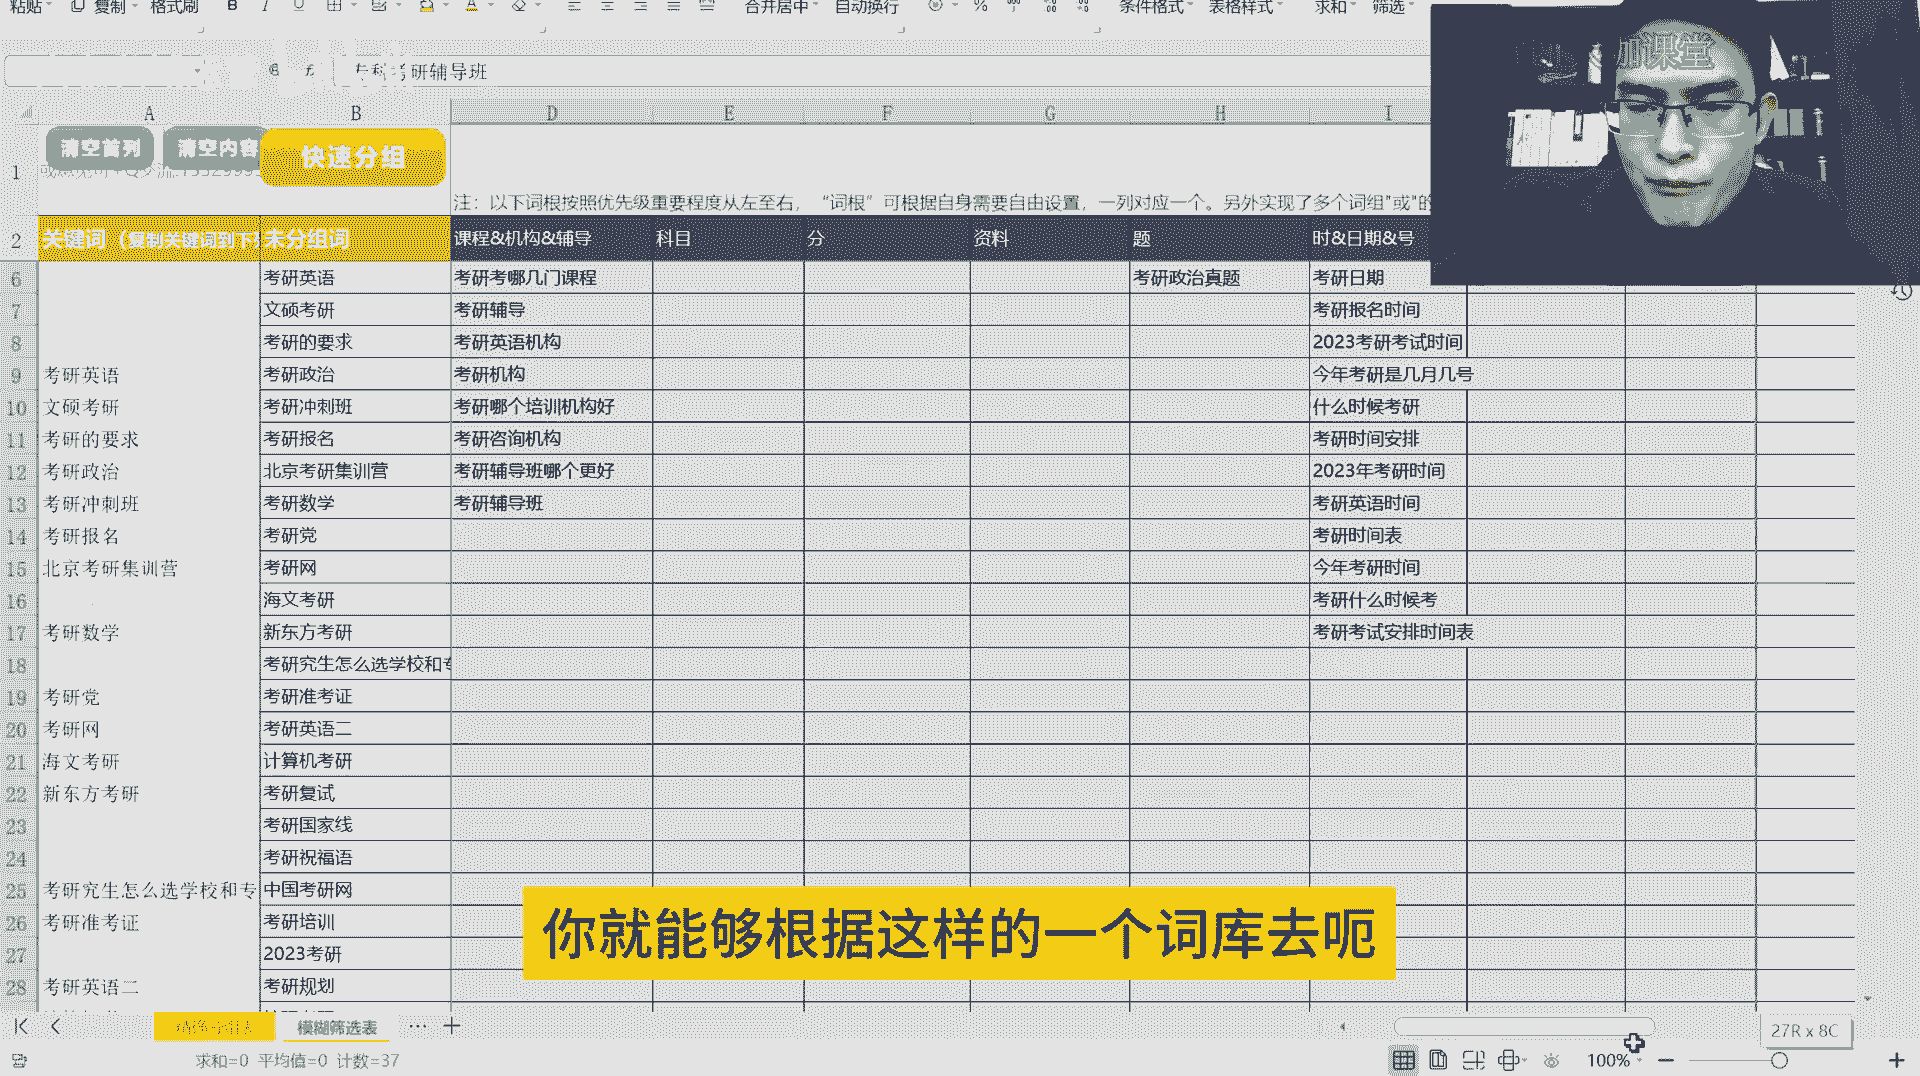 粘贴 复制 格式刷 B I U 合并居中 自动换行 % 条件格式 表格样式 求和 筛选
考研辅导班
加课堂
A B D E F G H I
清空首列 清空内容 快速分组
1
注：以下词根按照优先级重要程度从左至右，“词根”可根据自身需要自由设置，一列对应一个。另外实现了多个词组"或"的
2 关键词（复制关键词到下 未分组词 课程&机构&辅导 科目 分 资料 题 时&日期&号
6 考研英语 考研考哪几门课程 考研政治真题 考研日期
7 文硕考研 考研辅导 考研报名时间
8 考研的要求 考研英语机构 2023考研考试时间
9 考研英语 考研政治 考研机构 今年考研是几月几号
10 文硕考研 考研冲刺班 考研哪个培训机构好 什么时候考研
11 考研的要求 考研报名 考研咨询机构 考研时间安排
12 考研政治 北京考研集训营 考研辅导班哪个更好 2023年考研时间
13 考研冲刺班 考研数学 考研辅导班 考研英语时间
14 考研报名 考研党 考研时间表
15 北京考研集训营 考研网 今年考研时间
16 海文考研 考研什么时候考
17 考研数学 新东方考研 考研考试安排时间表
18 考研究生怎么选学校和专
19 考研党 考研准考证
20 考研网 考研英语二
21 海文考研 计算机考研
22 新东方考研 考研复试
23 考研国家线
24 考研祝福语
25 考研究生怎么选学校和专 中国考研网
26 考研准考证 考研培训
27 2023考研
28 考研英语二 考研规划
你就能够根据这样的一个词库去呃
模糊筛选表 ··· +
27R x 8C
求和=0 平均值=0 计数=37
100%